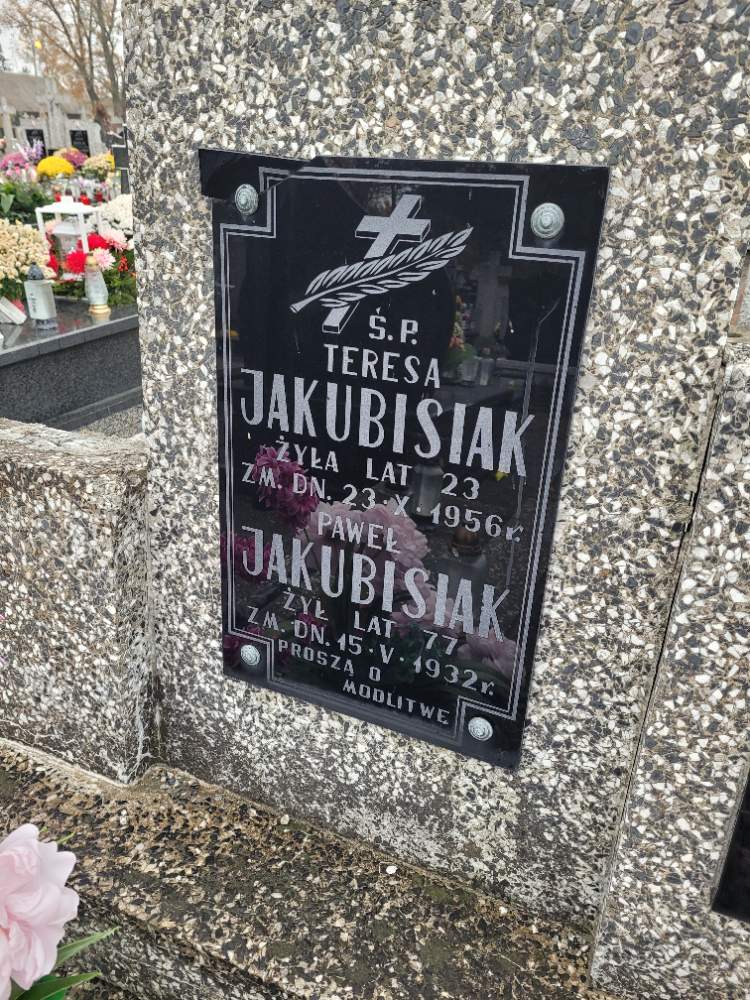 Ś.P.
TERESA
JAKUBISIAK
ŻYŁA LAT 23
ZM. DN. 23·X·1956r.
PAWEŁ
JAKUBISIAK
ŻYŁ LAT 77
ZM. DN. 15·V·1932r.
PROSZĄ O
MODLITWE